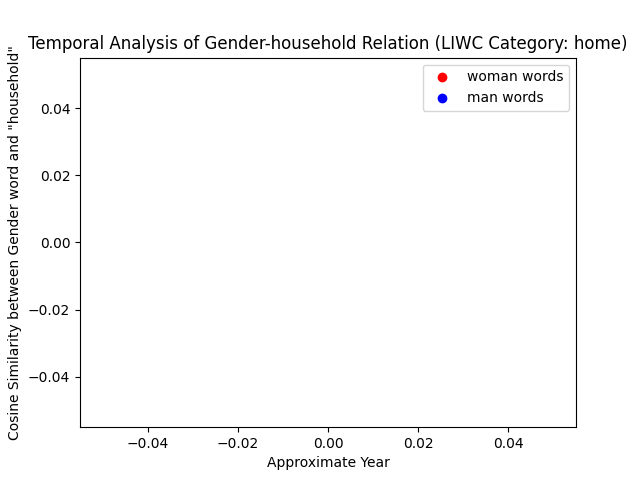 Temporal Analysis of Gender-household Relation (LIWC Category: home)
woman words
man words
Cosine Similarity between Gender word and "household"
0.04
0.02
0.00
−0.02
−0.04
−0.04
−0.02
0.00
0.02
0.04
Approximate Year